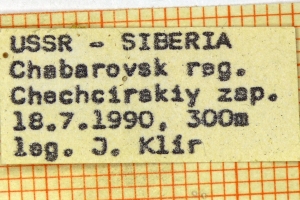 USSR - SIBERIA
Chabarovsk reg.
Chechcirskiy zap.
18.7.1990, 300m
leg. J. Klír